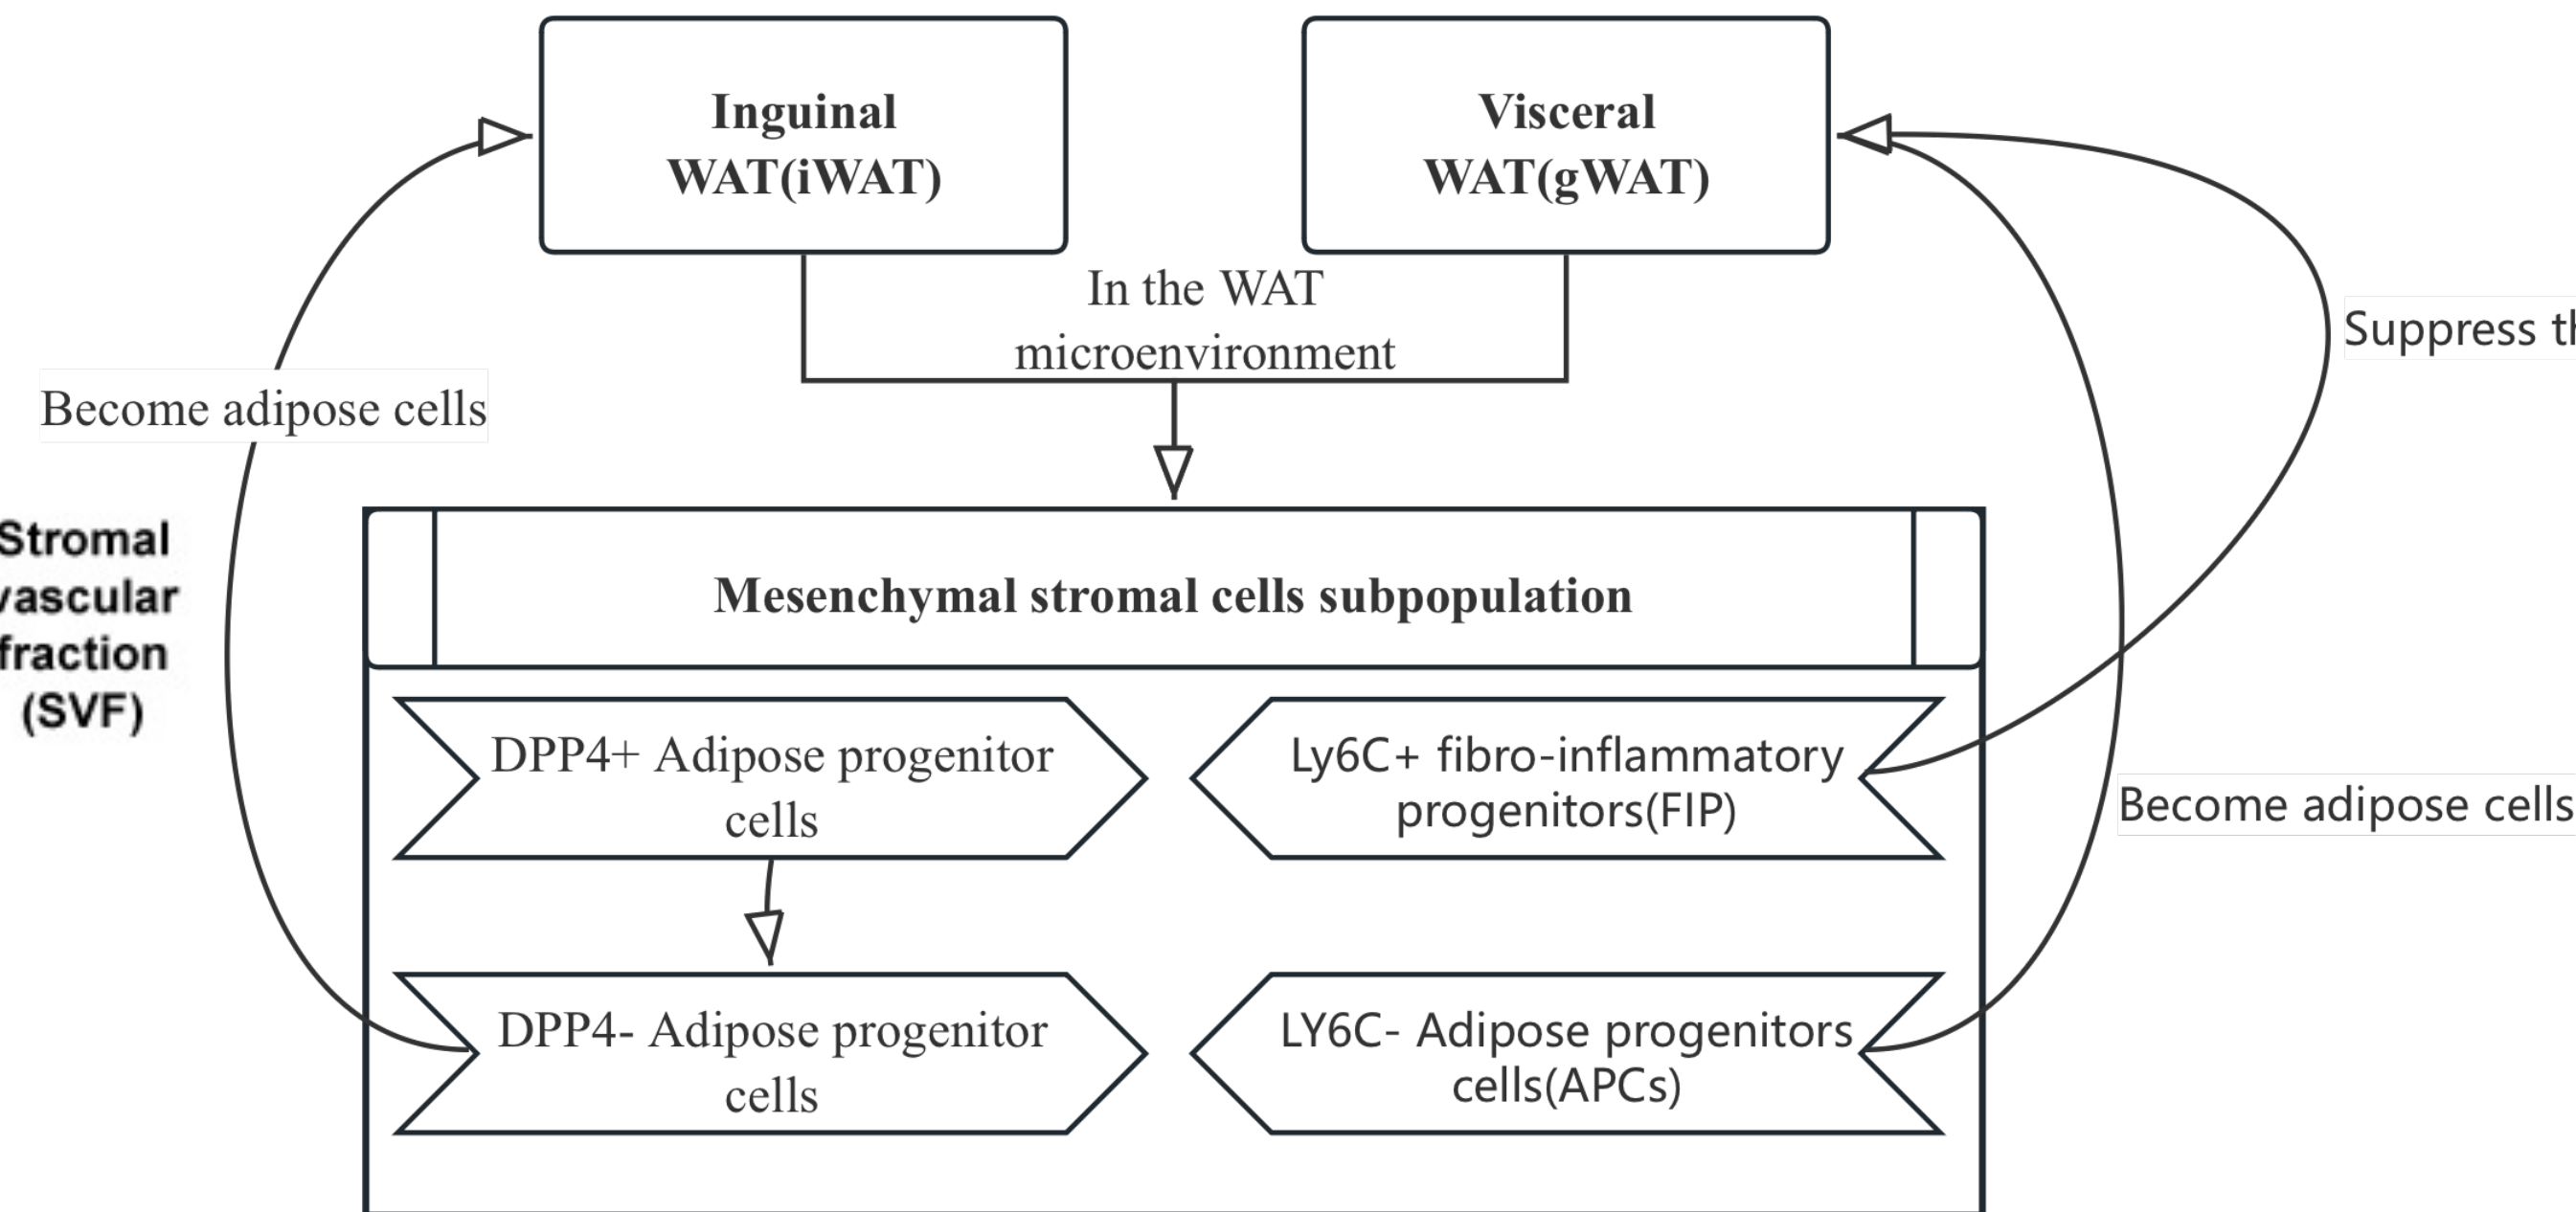 Inguinal
WAT(iWAT)
Visceral
WAT(gWAT)
In the WAT
microenvironment
Suppress
Become adipose cells
Stromal
vascular
fraction
(SVF)
Mesenchymal stromal cells subpopulation
DPP4+ Adipose progenitor
cells
Ly6C+ fibro-inflammatory
progenitors(FIP)
Become adipose cells
DPP4- Adipose progenitor
cells
LY6C- Adipose progenitors
cells(APCs)